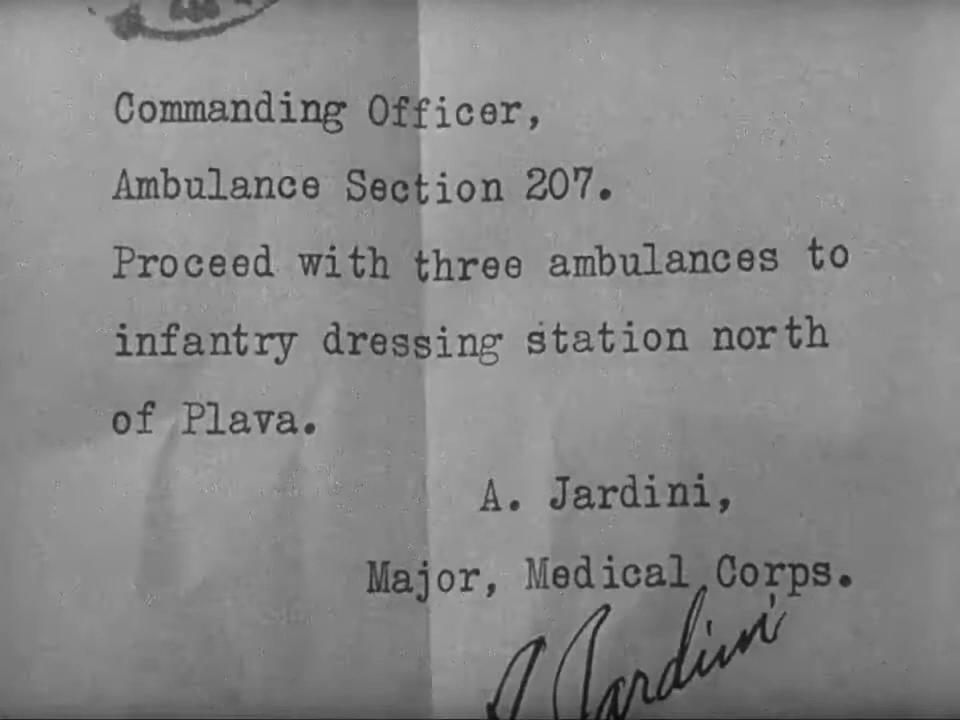 Commanding Officer,
Ambulance Section 207.
Proceed with three ambulances to
infantry dressing station north
of Plava.
A. Jardini,
Major, Medical Corps.
A Jardini